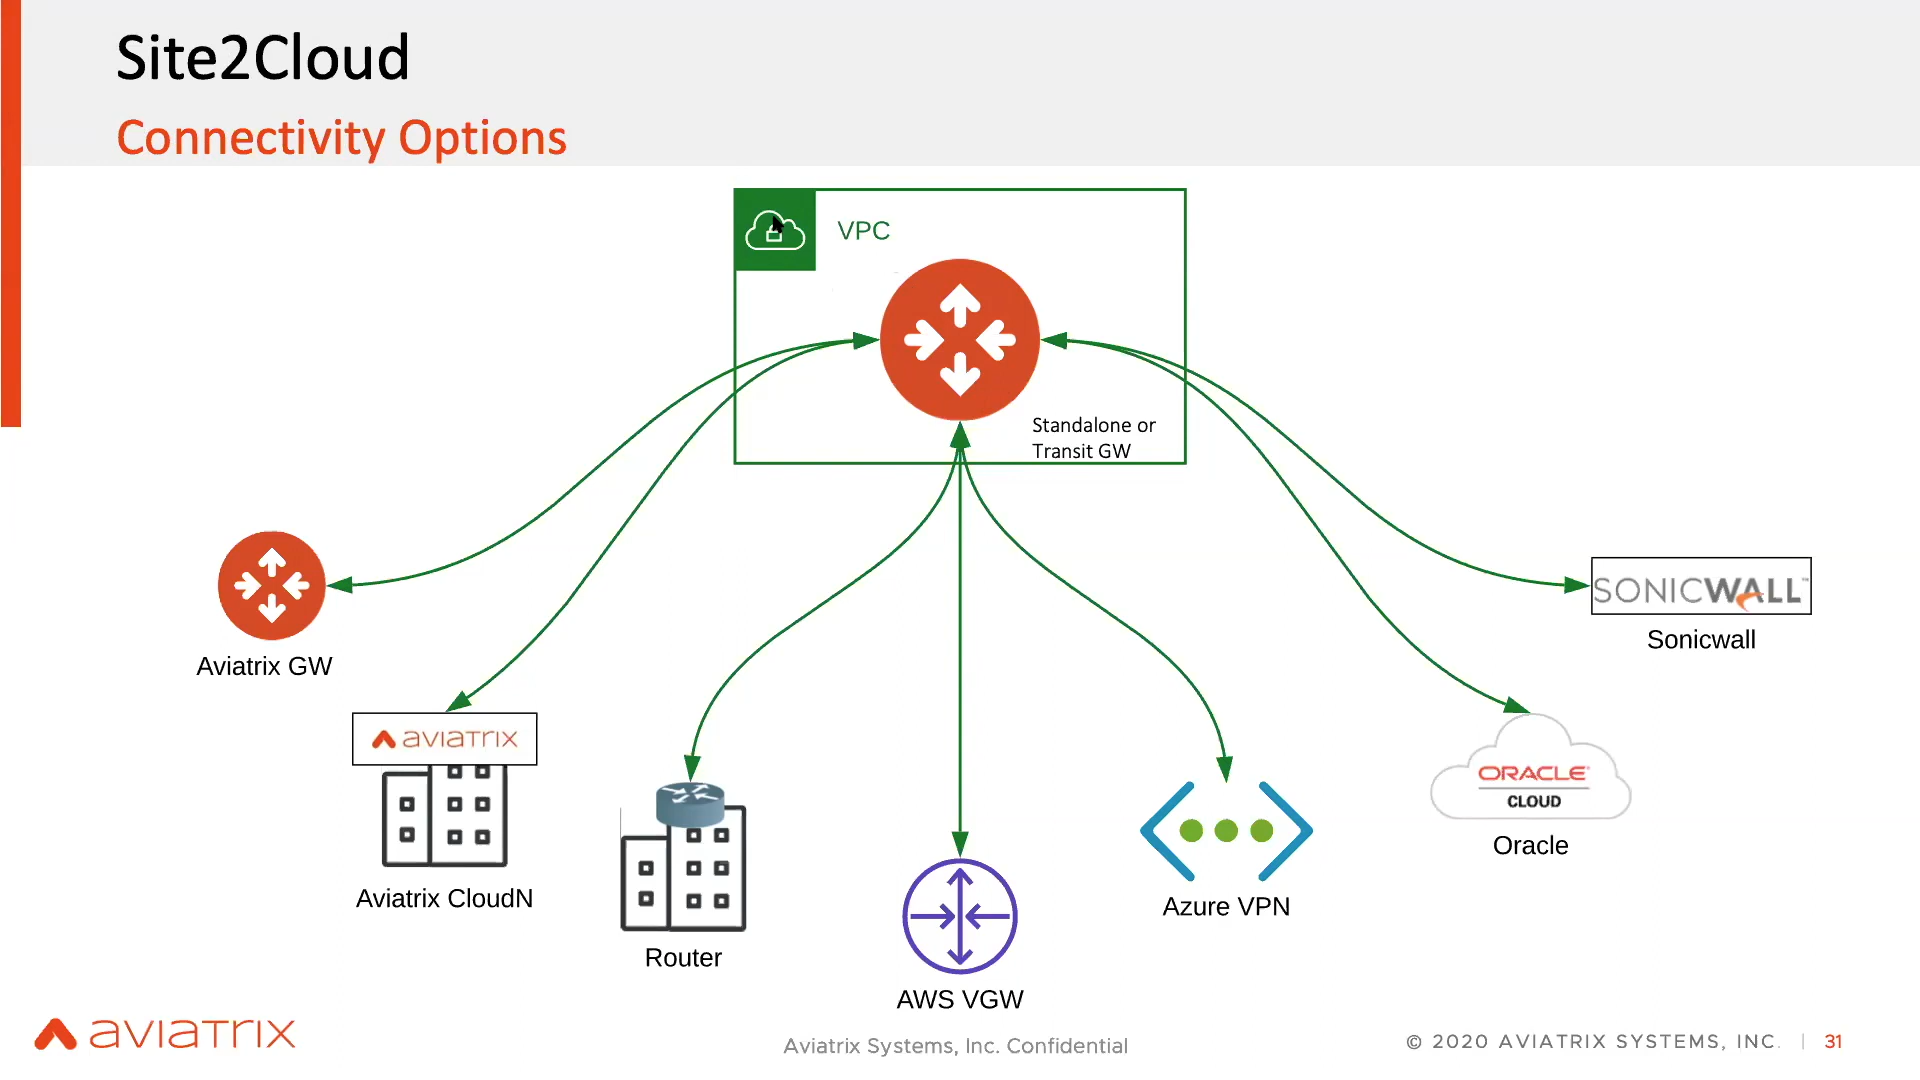 Site2Cloud
Connectivity Options
VPC
Standalone or
Transit GW
Aviatrix GW
aviatrix
Aviatrix CloudN
Router
AWS VGW
Azure VPN
ORACLE
CLOUD
Oracle
SONICWALL™
Sonicwall
aviatrix
Aviatrix Systems, Inc. Confidential
© 2020 AVIATRIX SYSTEMS, INC. | 31